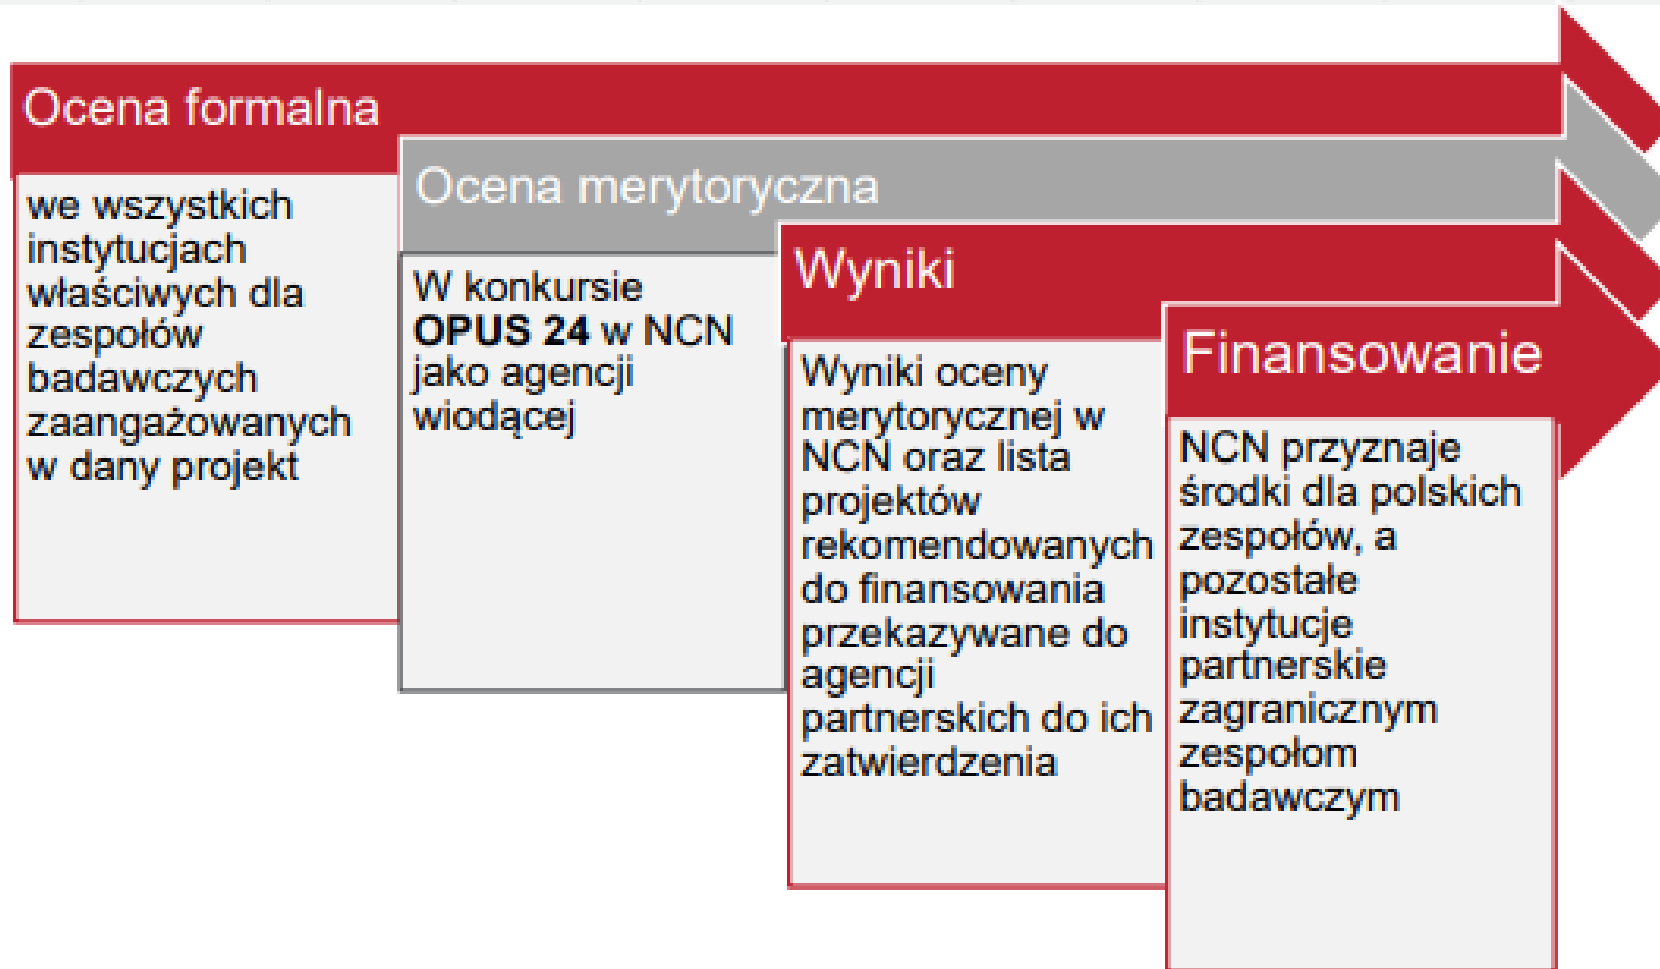 Ocena formalna
we wszystkich
instytucjach
właściwych dla
zespołów
badawczych
zaangażowanych
w dany projekt
Ocena merytoryczna
W konkursie
OPUS 24 w NCN
jako agencji
wiodącej
Wyniki
Wyniki oceny
merytorycznej w
NCN oraz lista
projektów
rekomendowanych
do finansowania
przekazywane do
agencji
partnerskich do ich
zatwierdzenia
Finansowanie
NCN przyznaje
środki dla polskich
zespołów, a
pozostałe
instytucje
partnerskie
zagranicznym
zespołom
badawczym